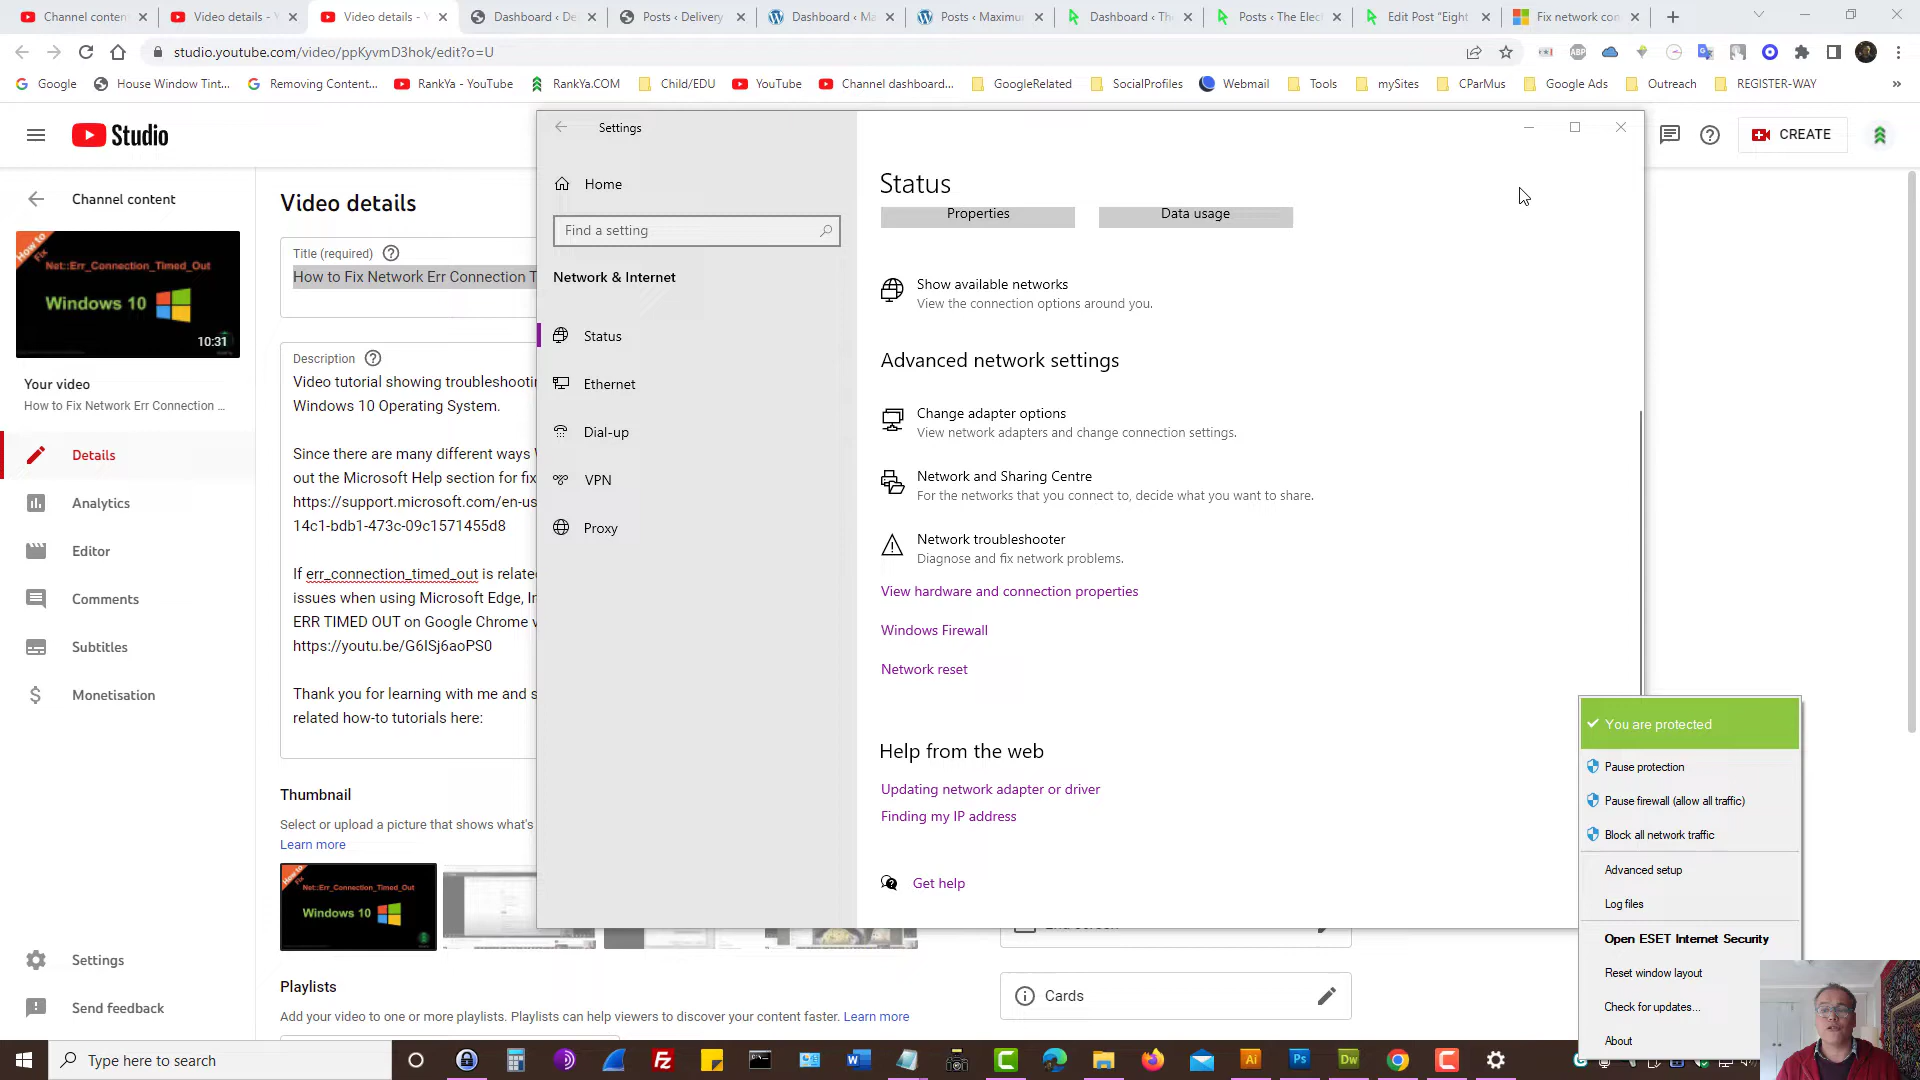 Channel conten
Video details - Y
Video details - Y
Dashboard ‹ De
Posts ‹ Delivery
Dashboard ‹ Ma
Posts ‹ Maximu
Dashboard ‹ The
Posts ‹ The Elect
Edit Post "Eight
Fix network con
studio.youtube.com/video/ppKyvmD3hok/edit?o=U
Google
House Window Tint...
Removing Content...
RankYa - YouTube
RankYa.COM
Child/EDU
YouTube
Channel dashboard...
GoogleRelated
SocialProfiles
Webmail
Tools
mySites
CParMus
Google Ads
Outreach
REGISTER-WAY
»
Studio
CREATE
Channel content
How to Fix
Net::Err_Connection_Timed_Out
Windows 10
10:31
Your video
How to Fix Network Err Connection ...
Details
Analytics
Editor
Comments
Subtitles
Monetisation
Settings
Send feedback
Video details
Title (required)
How to Fix Network Err Connection T
Description
Video tutorial showing troubleshootin
Windows 10 Operating System.
Since there are many different ways
out the Microsoft Help section for fix
https://support.microsoft.com/en-us
14c1-bdb1-473c-09c1571455d8
If err_connection_timed_out is relate
issues when using Microsoft Edge, In
ERR TIMED OUT on Google Chrome
https://youtu.be/G6ISj6aoPS0
Thank you for learning with me and s
related how-to tutorials here:
Thumbnail
Select or upload a picture that shows what's
Learn more
How to
Net::Err_Connection_Timed_Out
Windows 10
Playlists
Add your video to one or more playlists. Playlists can help viewers to discover your content faster. Learn more
Cards
Settings
Home
Find a setting
Network & Internet
Status
Ethernet
Dial-up
VPN
Proxy
Status
Properties
Data usage
Show available networks
View the connection options around you.
Advanced network settings
Change adapter options
View network adapters and change connection settings.
Network and Sharing Centre
For the networks that you connect to, decide what you want to share.
Network troubleshooter
Diagnose and fix network problems.
View hardware and connection properties
Windows Firewall
Network reset
Help from the web
Updating network adapter or driver
Finding my IP address
Get help
You are protected
Pause protection
Pause firewall (allow all traffic)
Block all network traffic
Advanced setup
Log files
Open ESET Internet Security
Reset window layout
Check for updates...
About
Type here to search